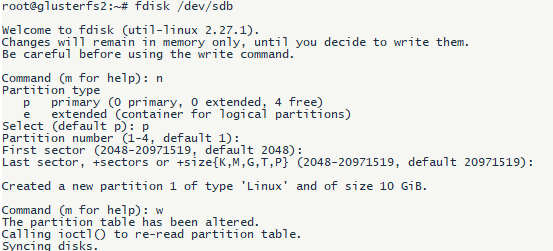 root@glusterfs2:~# fdisk /dev/sdb
Welcome to fdisk (util-linux 2.27.1).
Changes will remain in memory only, until you decide to write them.
Be careful before using the write command.
Command (m for help): n
Partition type
p primary (0 primary, 0 extended, 4 free)
e extended (container for logical partitions)
Select (default p): p
Partition number (1-4, default 1):
First sector (2048-20971519, default 2048):
Last sector, +sectors or +size{K,M,G,T,P} (2048-20971519, default 20971519):
Created a new partition 1 of type 'Linux' and of size 10 GiB.
Command (m for help): w
The partition table has been altered.
Calling ioctl() to re-read partition table.
Syncing disks.